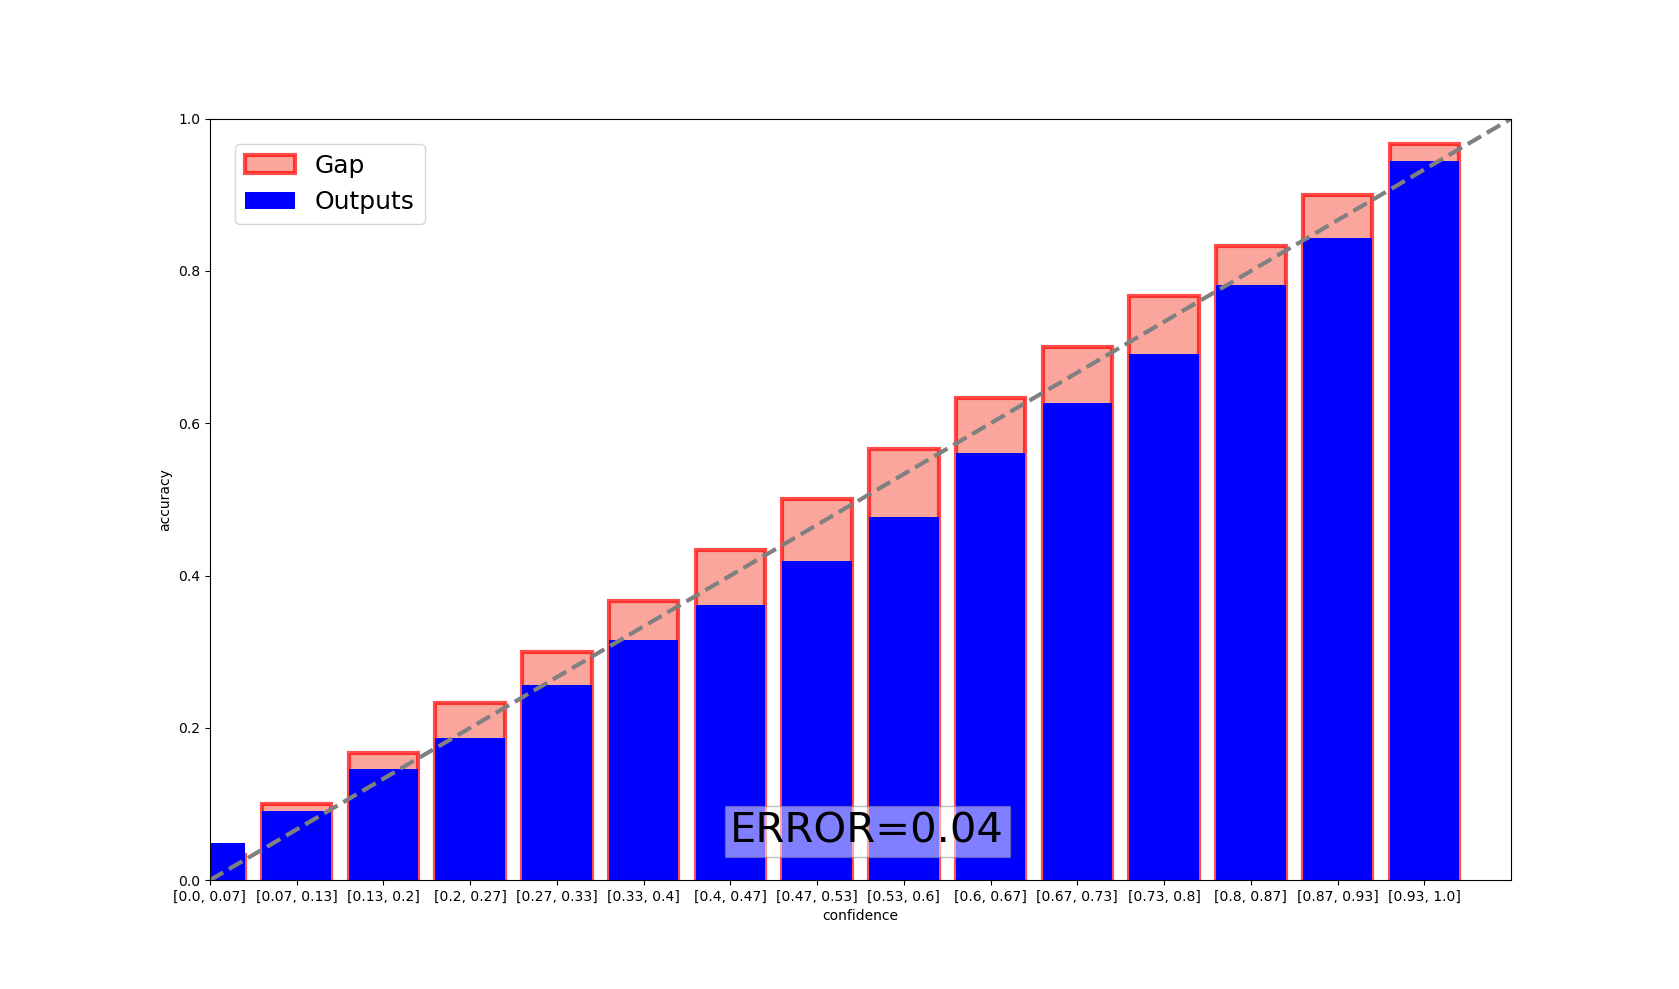 1.0
Gap
Outputs
0.8
0.6
accuracy
0.4
0.2
ERROR=0.04
0.0
[0.0, 0.07] [0.07, 0.13] [0.13, 0.2] [0.2, 0.27] [0.27, 0.33] [0.33, 0.4] [0.4, 0.47] [0.47, 0.53] [0.53, 0.6] [0.6, 0.67] [0.67, 0.73] [0.73, 0.8] [0.8, 0.87] [0.87, 0.93] [0.93, 1.0]
confidence